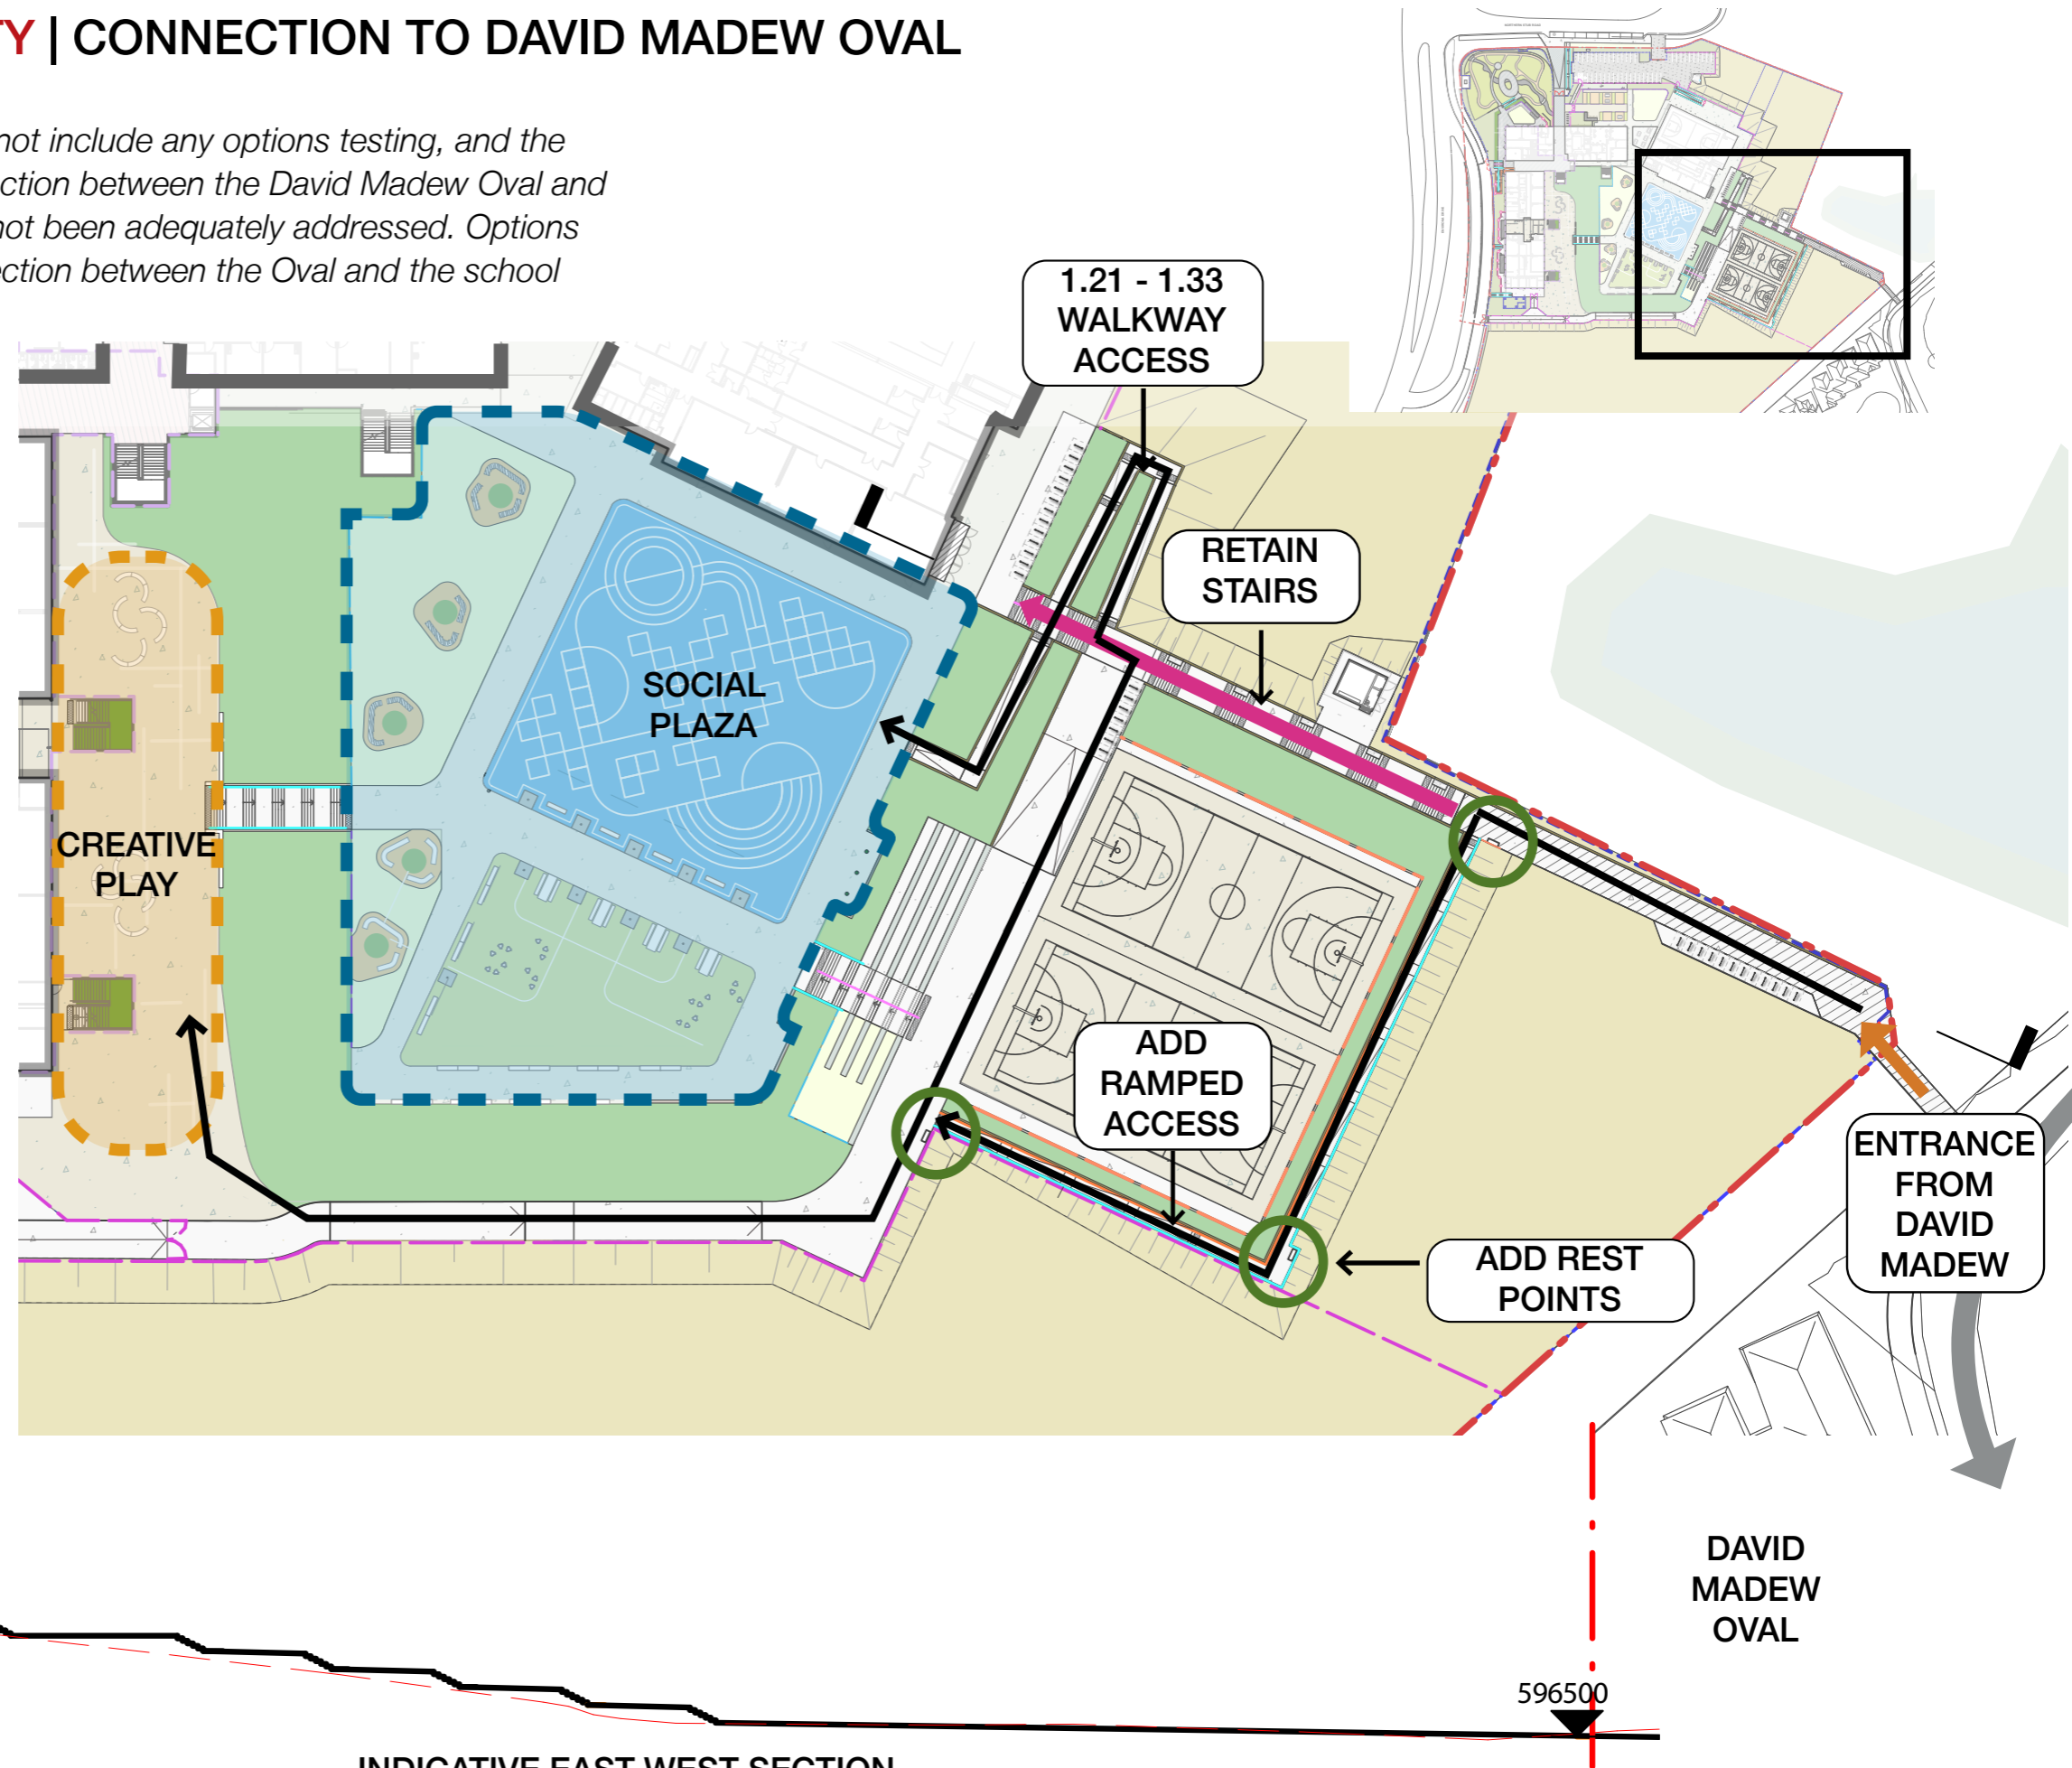 TY | CONNECTION TO DAVID MADEW OVAL
not include any options testing, and the
ction between the David Madew Oval and
not been adequately addressed. Options
ection between the Oval and the school
1.21 - 1.33
WALKWAY
ACCESS
RETAIN
STAIRS
SOCIAL
PLAZA
CREATIVE
PLAY
ADD
RAMPED
ACCESS
ENTRANCE
FROM
DAVID
MADEW
ADD REST
POINTS
DAVID
MADEW
OVAL
596500
INDICATIVE EAST WEST SECTION